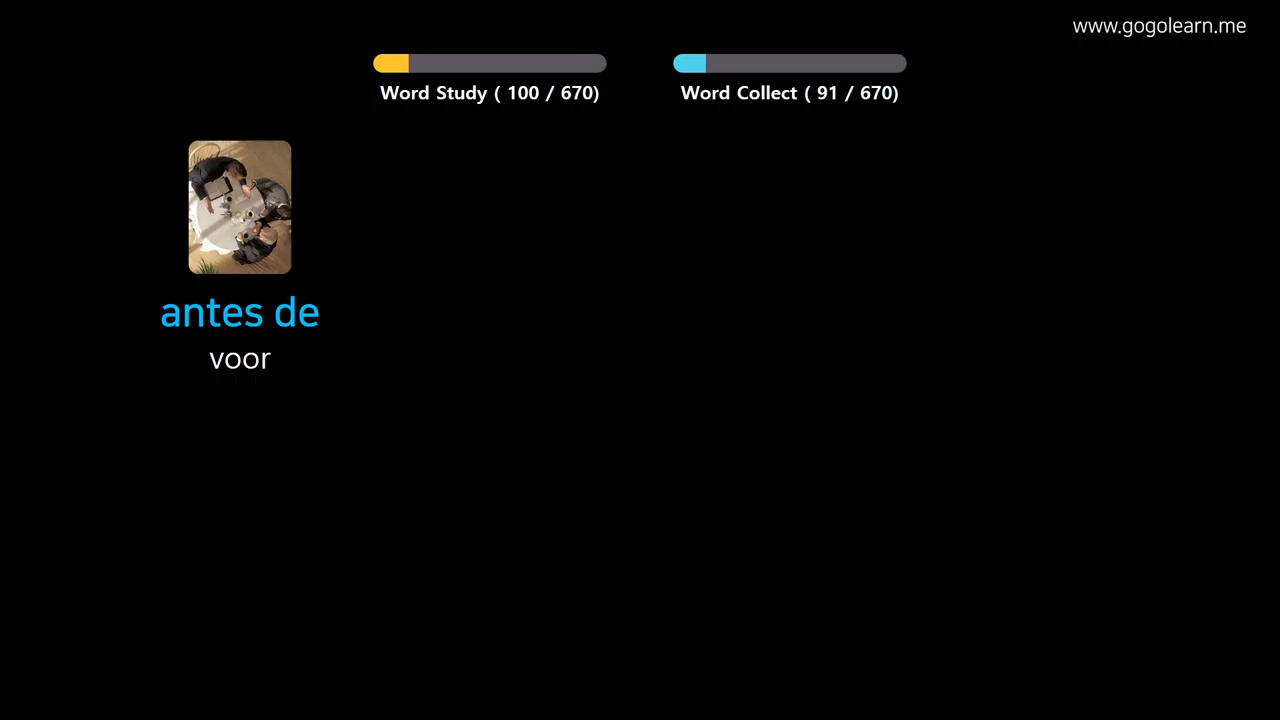 www.gogolearn.me
Word Study ( 100 / 670)
Word Collect ( 91 / 670)
antes de
voor